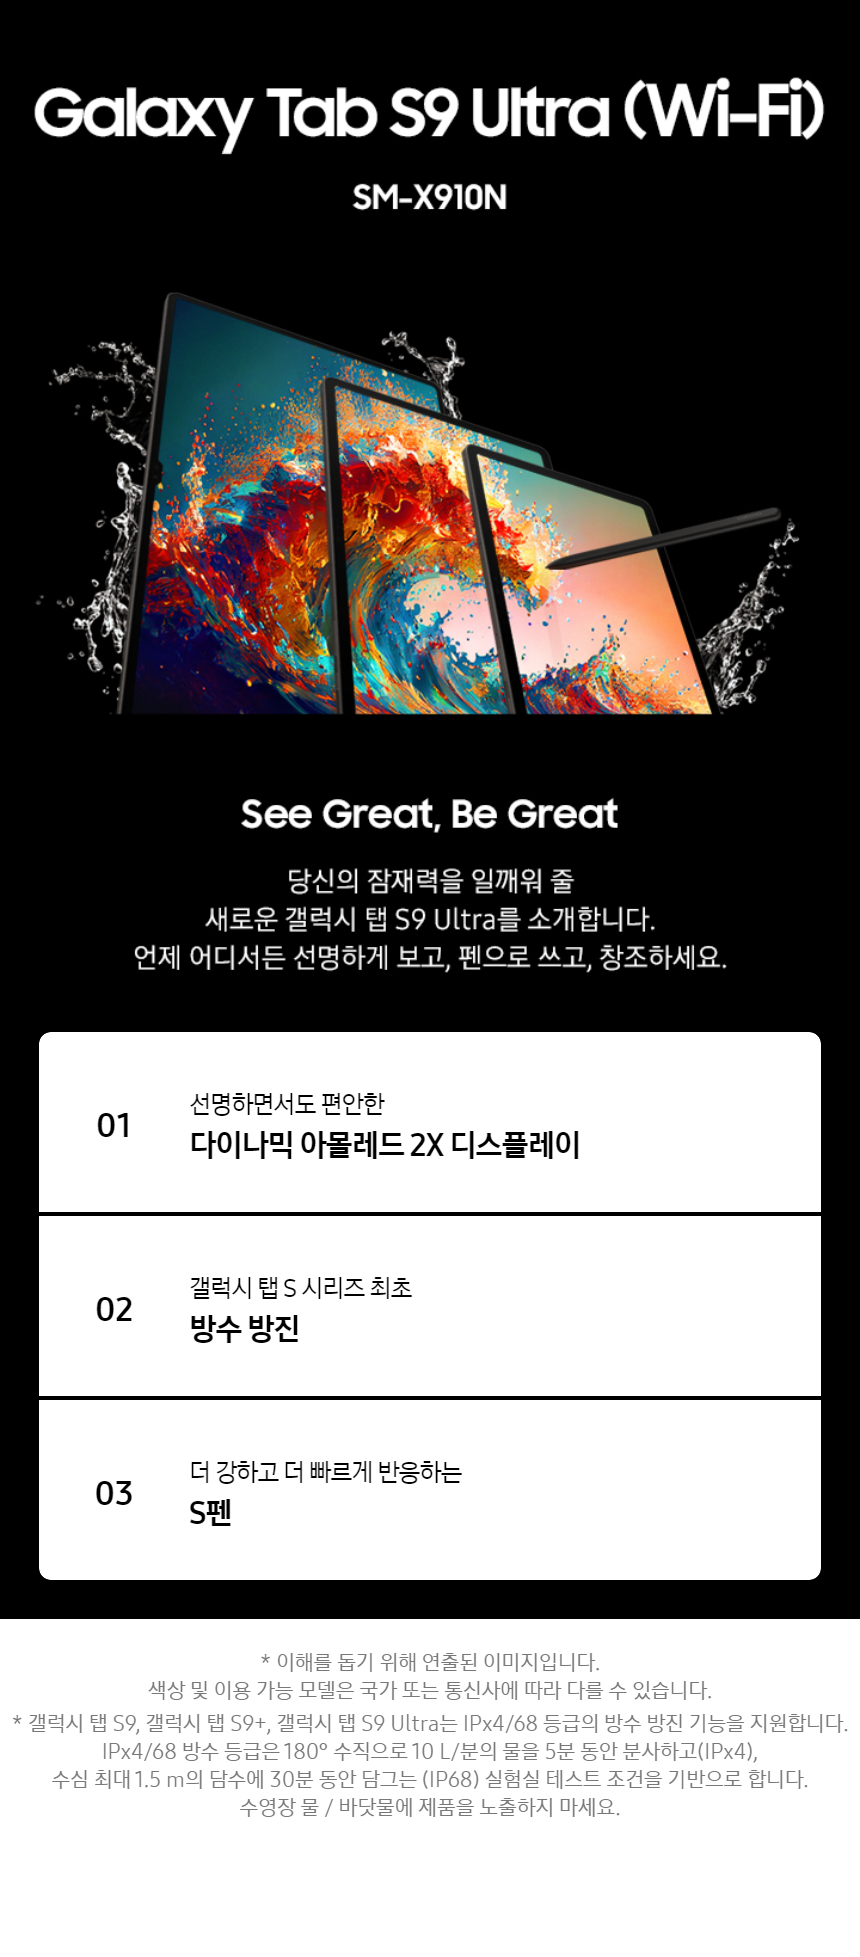 Galaxy Tab S9 Ultra (Wi-Fi)
SM-X910N
See Great, Be Great
당신의 잠재력을 일깨워 줄
새로운 갤럭시 탭 S9 Ultra를 소개합니다.
언제 어디서든 선명하게 보고, 펜으로 쓰고, 창조하세요.
01
선명하면서도 편안한
다이나믹 아몰레드 2X 디스플레이
02
갤럭시 탭 S 시리즈 최초
방수 방진
03
더 강하고 더 빠르게 반응하는
S펜
* 이해를 돕기 위해 연출된 이미지입니다.
색상 및 이용 가능 모델은 국가 또는 통신사에 따라 다를 수 있습니다.
* 갤럭시 탭 S9, 갤럭시 탭 S9+, 갤럭시 탭 S9 Ultra는 IPx4/68 등급의 방수 방진 기능을 지원합니다.
IPx4/68 방수 등급은 180° 수직으로 10 L/분의 물을 5분 동안 분사하고(IPx4),
수심 최대 1.5 m의 담수에 30분 동안 담그는 (IP68) 실험실 테스트 조건을 기반으로 합니다.
수영장 물 / 바닷물에 제품을 노출하지 마세요.